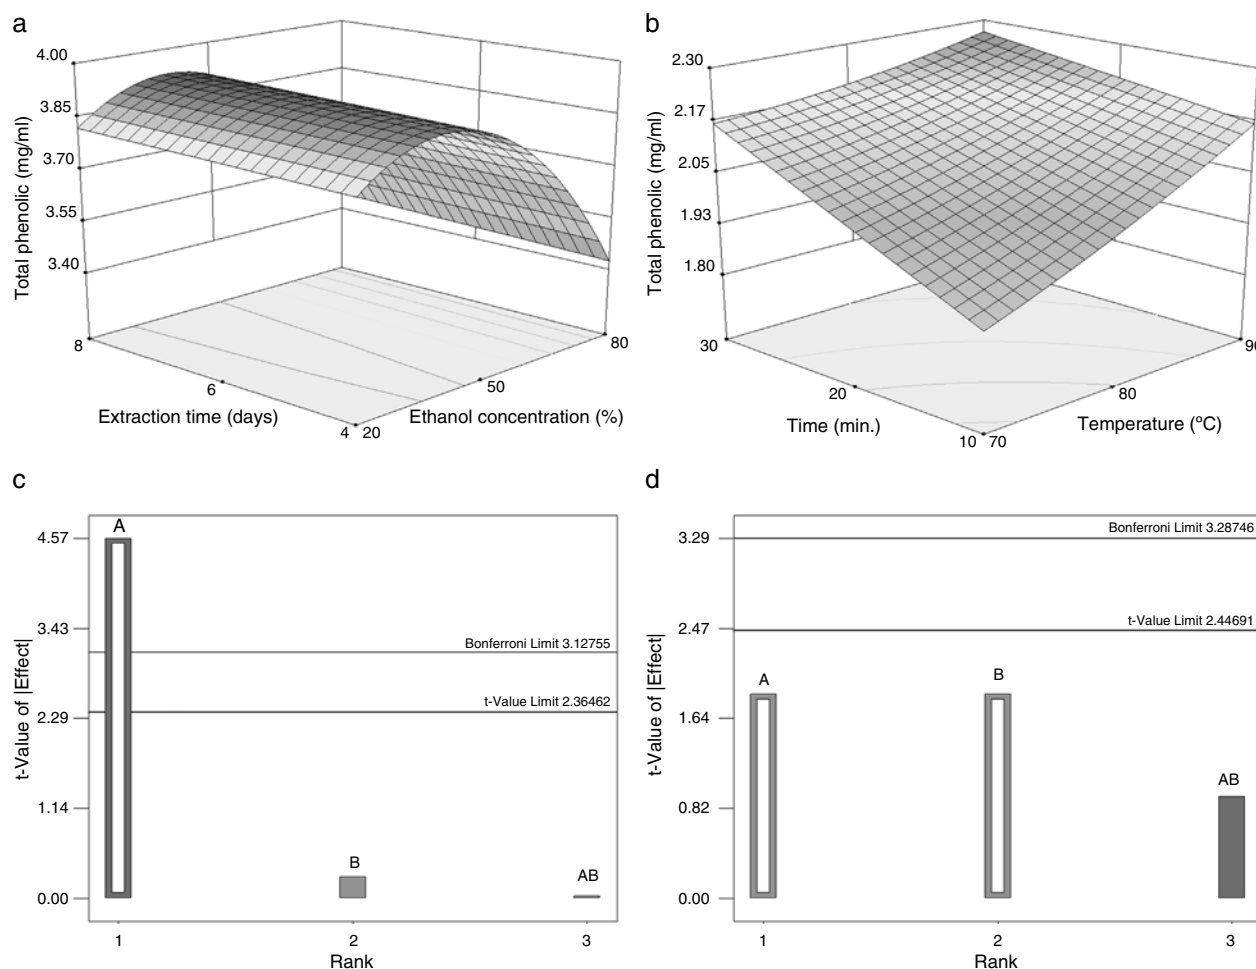 a
4.00
3.85
3.70
3.55
3.40
Total phenolic (mg/ml)
8
6
4
20
50
80
Extraction time (days)
Ethanol concentration (%)
b
2.30
2.17
2.05
1.93
1.80
Total phenolic (mg/ml)
30
20
10
70
80
90
Time (min.)
Temperature (ºC)
c
4.57
3.43
2.29
1.14
0.00
t-Value of |Effect|
A
Bonferroni Limit 3.12755
t-Value Limit 2.36462
B
AB
1
2
3
Rank
d
3.29
2.47
1.64
0.82
0.00
t-Value of |Effect|
Bonferroni Limit 3.28746
t-Value Limit 2.44691
A
B
AB
1
2
3
Rank